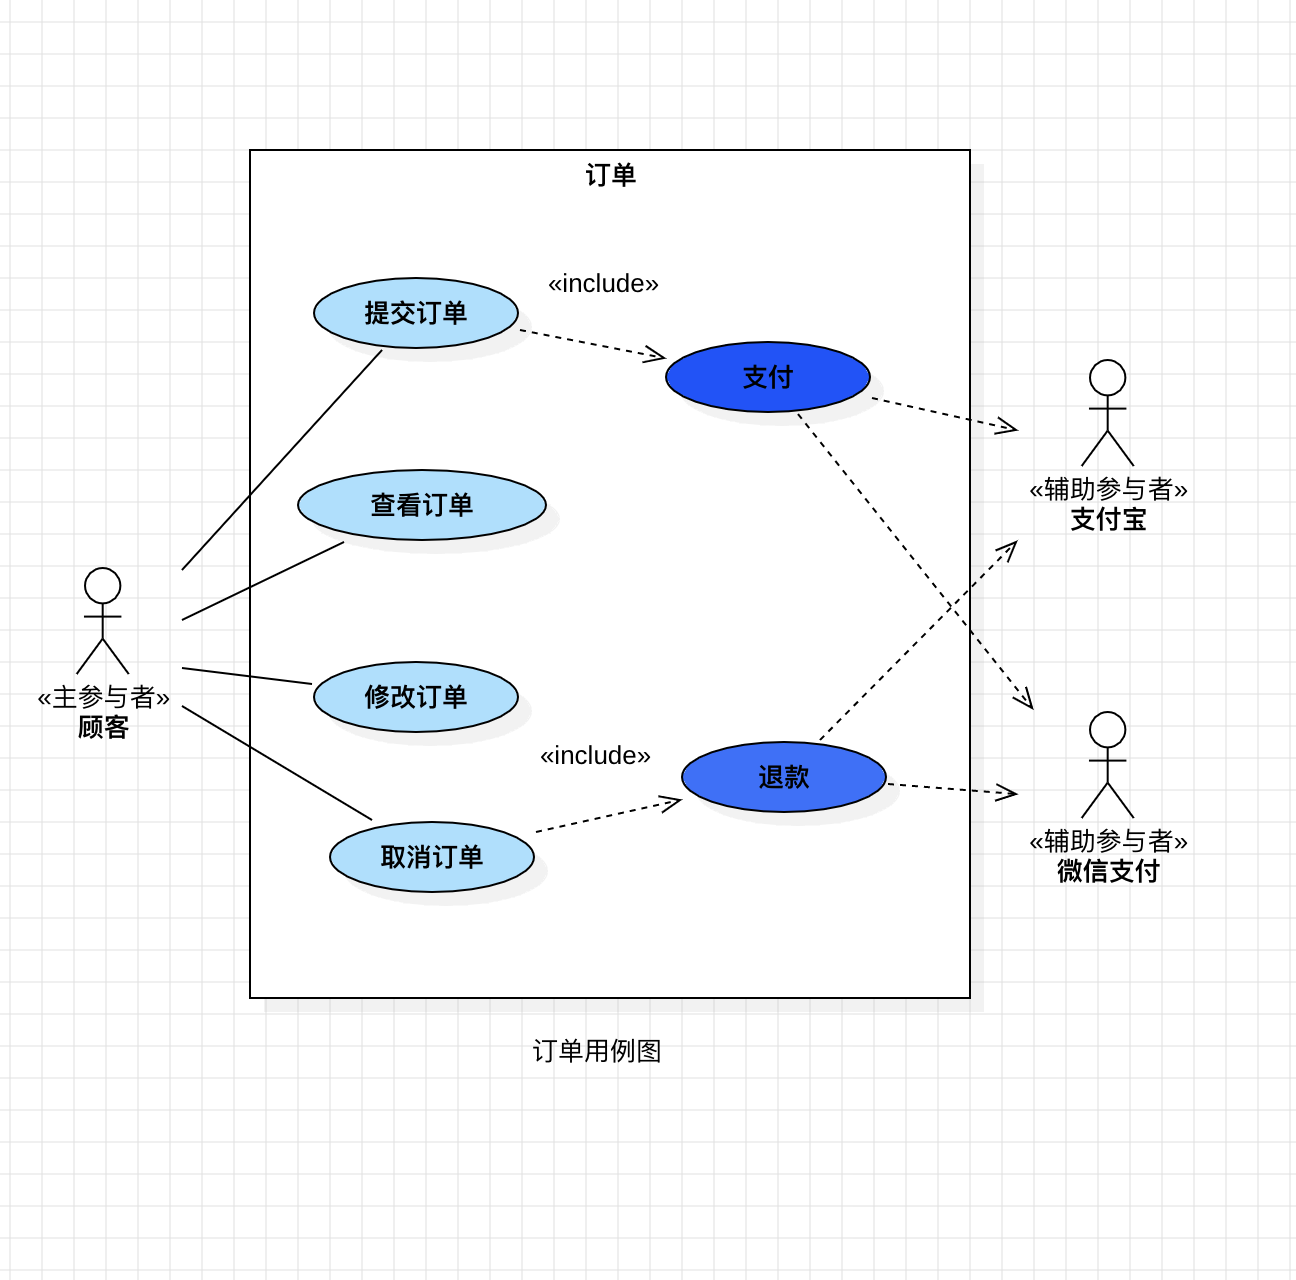 订单
«include»
提交订单
支付
«辅助参与者»
支付宝
查看订单
«主参与者»
顾客
修改订单
«include»
退款
取消订单
«辅助参与者»
微信支付
订单用例图